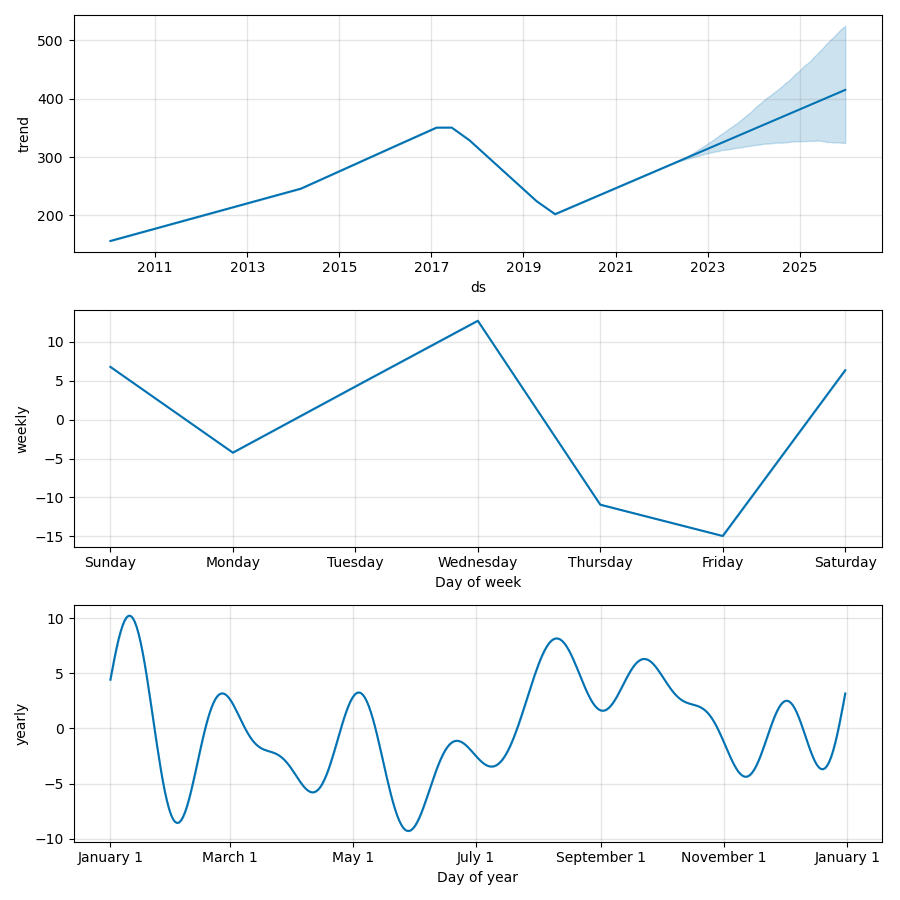 500
400
300
200
trend
2011 2013 2015 2017 2019 2021 2023 2025
ds
10
5
0
−5
−10
−15
weekly
Sunday Monday Tuesday Wednesday Thursday Friday Saturday
Day of week
10
5
0
−5
−10
yearly
January 1 March 1 May 1 July 1 September 1 November 1 January 1
Day of year